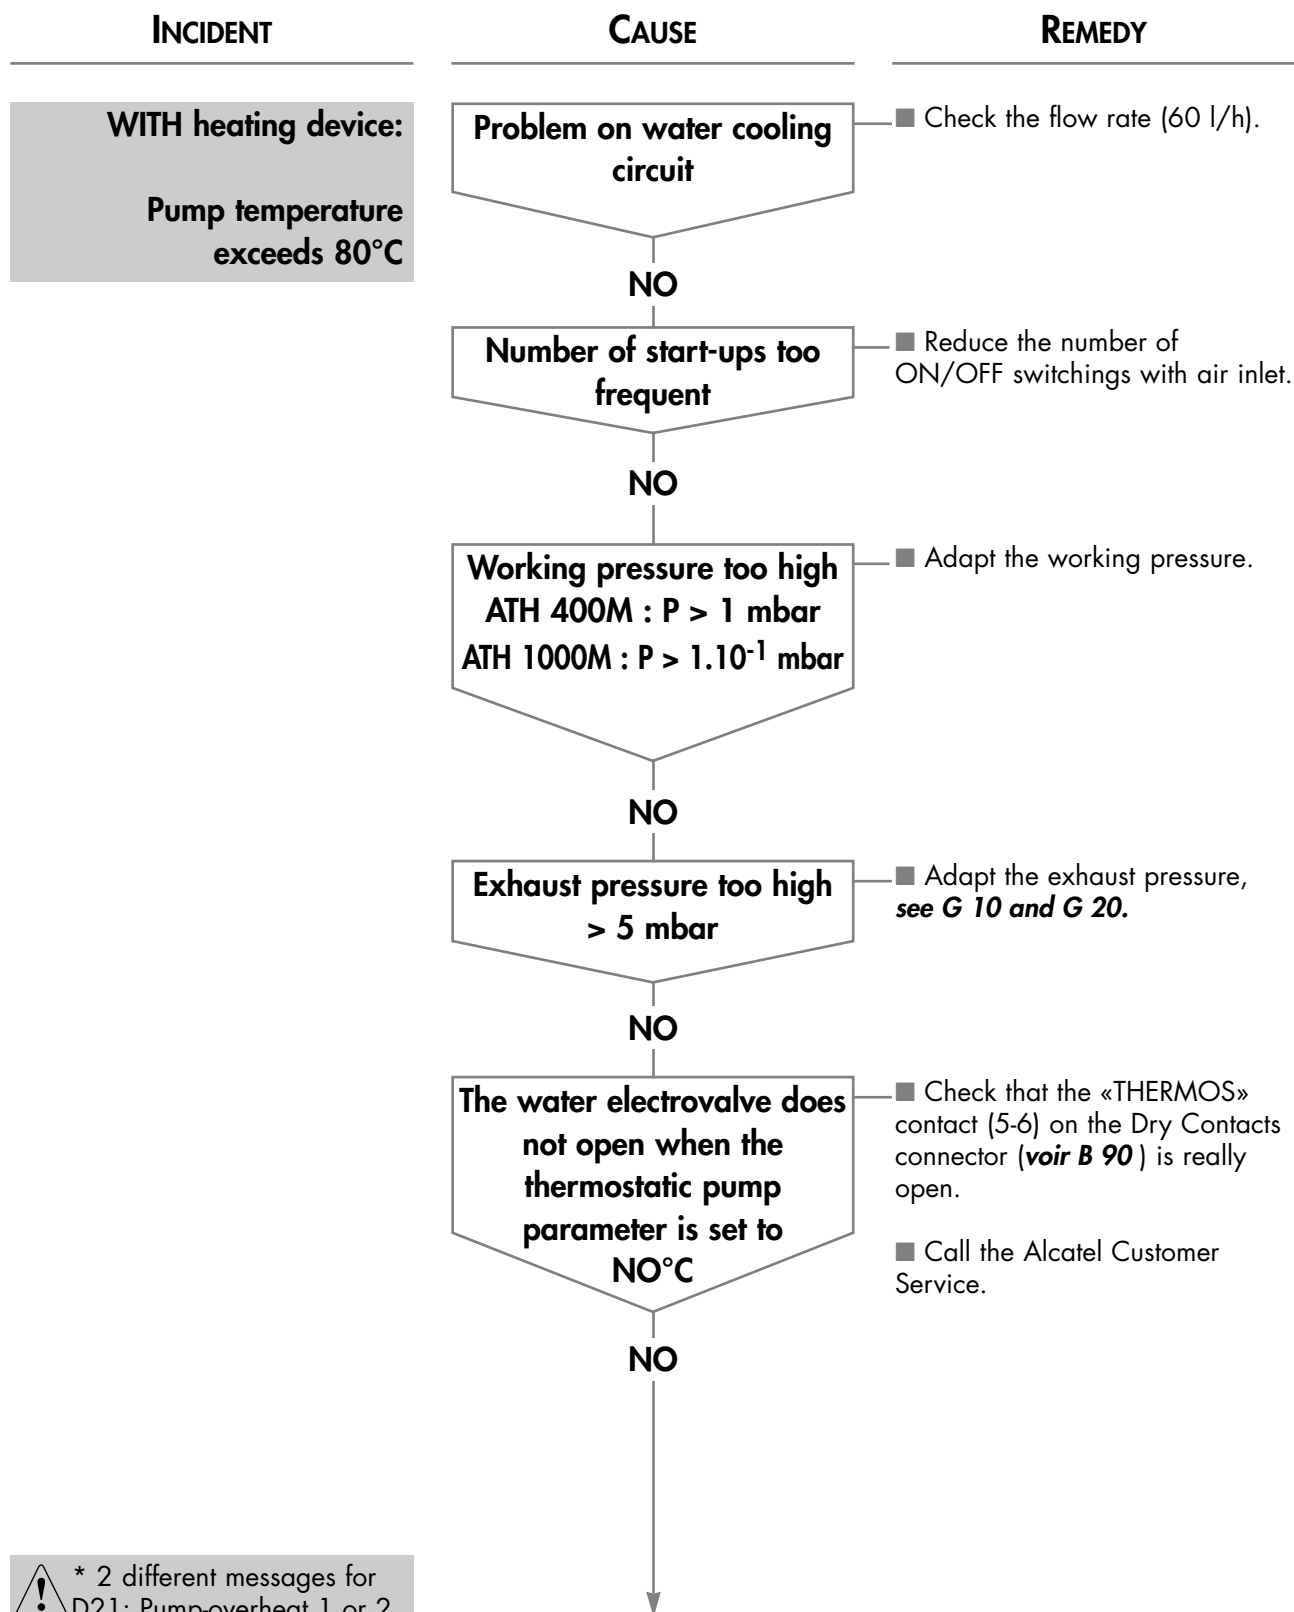 INCIDENT
CAUSE
REMEDY
WITH heating device:
Pump temperature
exceeds 80°C
Problem on water cooling
circuit
■ Check the flow rate (60 l/h).
NO
Number of start-ups too
frequent
■ Reduce the number of
ON/OFF switchings with air inlet.
NO
Working pressure too high
ATH 400M : P > 1 mbar
ATH 1000M : P > 1.10-1 mbar
■ Adapt the working pressure.
NO
Exhaust pressure too high
> 5 mbar
■ Adapt the exhaust pressure,
see G 10 and G 20.
NO
The water electrovalve does
not open when the
thermostatic pump
parameter is set to
NO°C
■ Check that the «THERMOS»
contact (5-6) on the Dry Contacts
connector (voir B 90 ) is really
open.
■ Call the Alcatel Customer
Service.
NO
* 2 different messages for
D21: Pump-overheat 1 or 2